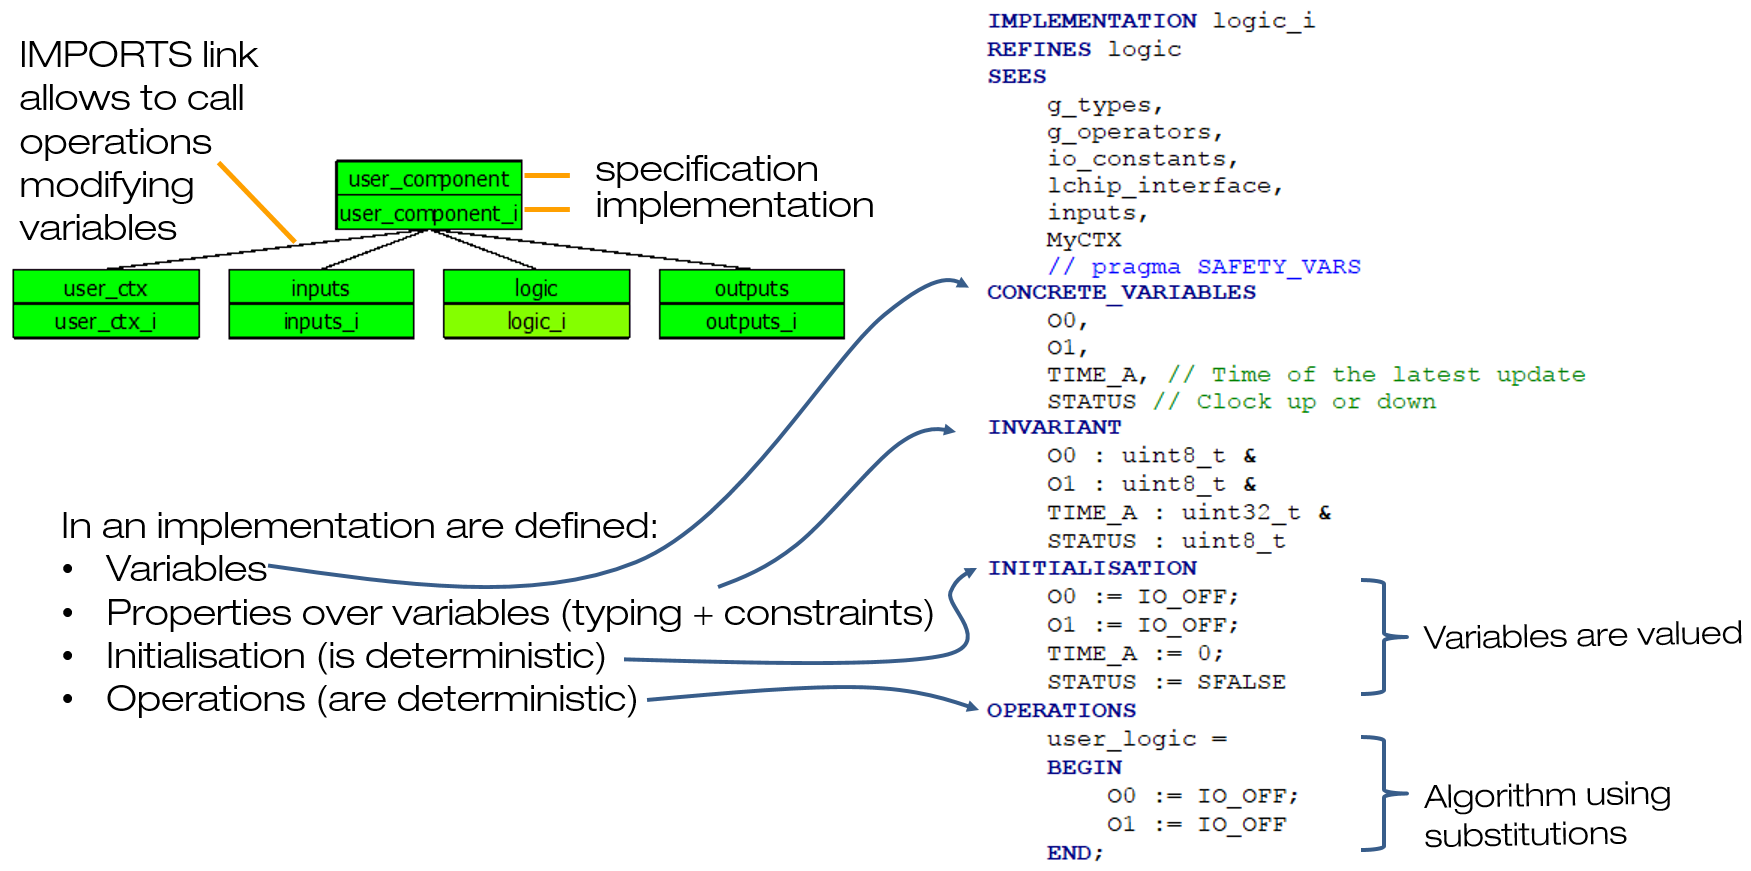 IMPORTS link
allows to call
operations
modifying
variables
user_component
user_component_i
specification
implementation
user_ctx
user_ctx_i
inputs
inputs_i
logic
logic_i
outputs
outputs_i
In an implementation are defined:
• Variables
• Properties over variables (typing + constraints)
• Initialisation (is deterministic)
• Operations (are deterministic)
IMPLEMENTATION logic_i
REFINES logic
SEES
g_types,
g_operators,
io_constants,
lchip_interface,
inputs,
MyCTX
// pragma SAFETY_VARS
CONCRETE_VARIABLES
O0,
O1,
TIME_A, // Time of the latest update
STATUS // Clock up or down
INVARIANT
O0 : uint8_t &
O1 : uint8_t &
TIME_A : uint32_t &
STATUS : uint8_t
INITIALISATION
O0 := IO_OFF;
O1 := IO_OFF;
TIME_A := 0;
STATUS := SFALSE
OPERATIONS
user_logic =
BEGIN
O0 := IO_OFF;
O1 := IO_OFF
END;
Variables are valued
Algorithm using
substitutions